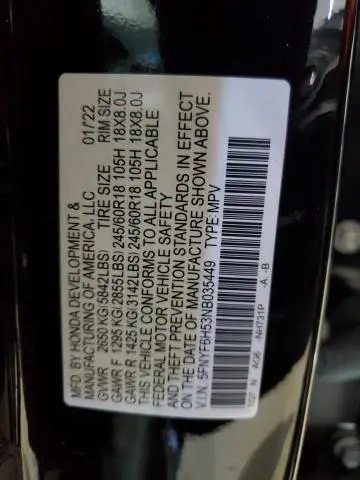 MFD. BY HONDA DEVELOPMENT & 01/22
MANUFACTURING OF AMERICA, LLC
GVWR 2650 KG(5842LBS) TIRE SIZE RIM SIZE
GAWR F 1295 KG(2855LBS) 245/60R18 105H 18X8.0J
GAWR R 1425 KG(3142LBS) 245/60R18 105H 18X8.0J
THIS VEHICLE CONFORMS TO ALL APPLICABLE
FEDERAL MOTOR VEHICLE SAFETY
AND THEFT PREVENTION STANDARDS IN EFFECT
ON THE DATE OF MANUFACTURE SHOWN ABOVE.
V.I.N. 5FNYF6H53NB035449 TYPE: MPV
TG7 N AG6 -NH731P -A -B